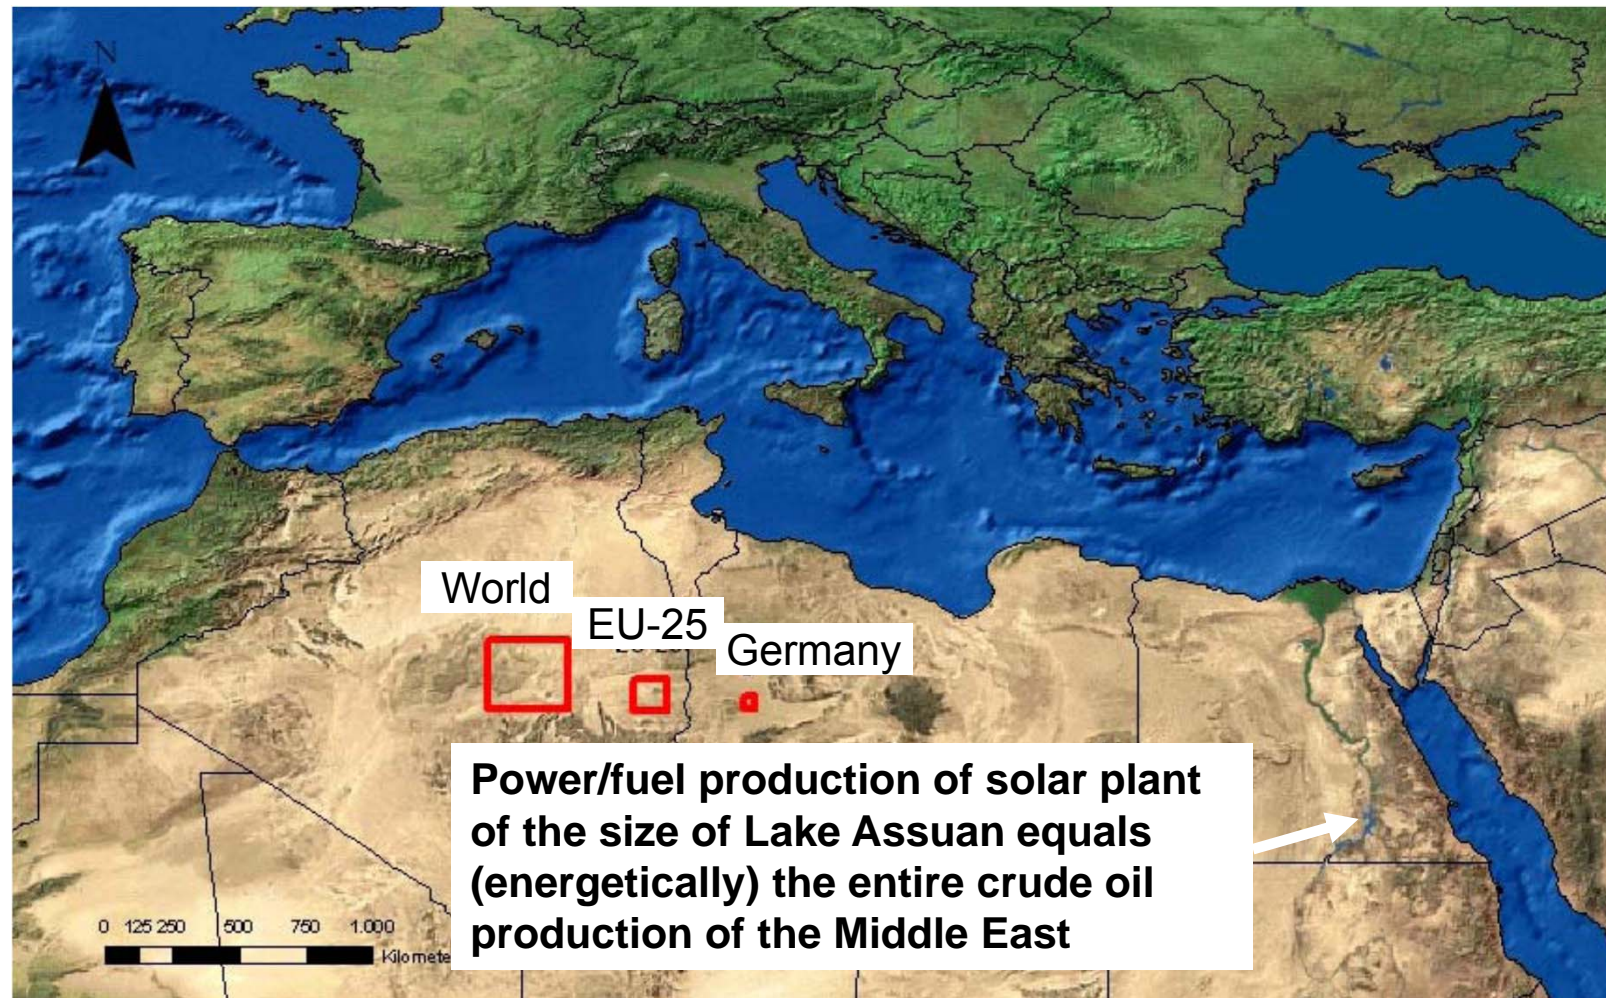 N
World
EU-25
Germany
Power/fuel production of solar plant
of the size of Lake Assuan equals
(energetically) the entire crude oil
production of the Middle East
0 125 250 500 750 1.000
Kilomete